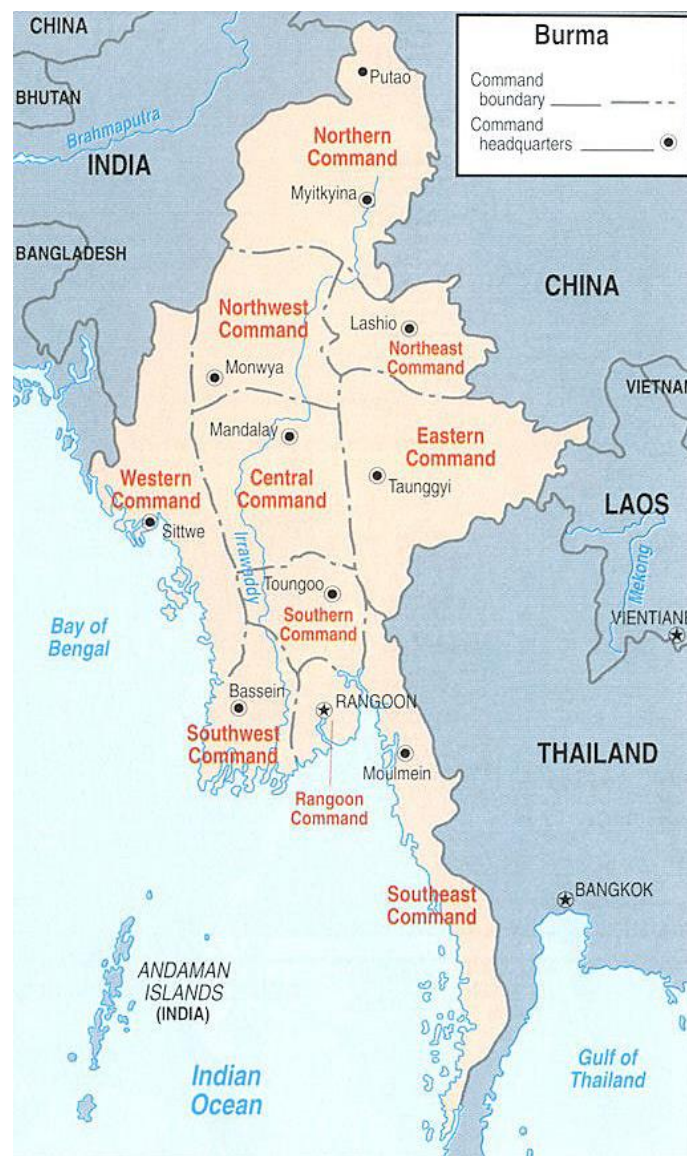 CHINA
Burma
Putao
Command
boundary
Command
headquarters
BHUTAN
Brahmaputra
Northern
Command
INDIA
Myitkyina
BANGLADESH
CHINA
Northwest
Command
Lashio
Northeast
Command
Monwya
VIETNAM
Mandalay
Eastern
Command
Western
Command
Central
Command
Taunggyi
LAOS
Sittwe
Irrawaddy
Mekong
Toungoo
Southern
Command
Bay of
Bengal
VIENTIANE
Bassein
RANGOON
Southwest
Command
THAILAND
Moulmein
Rangoon
Command
Southeast
Command
BANGKOK
ANDAMAN
ISLANDS
(INDIA)
Indian
Ocean
Gulf of
Thailand